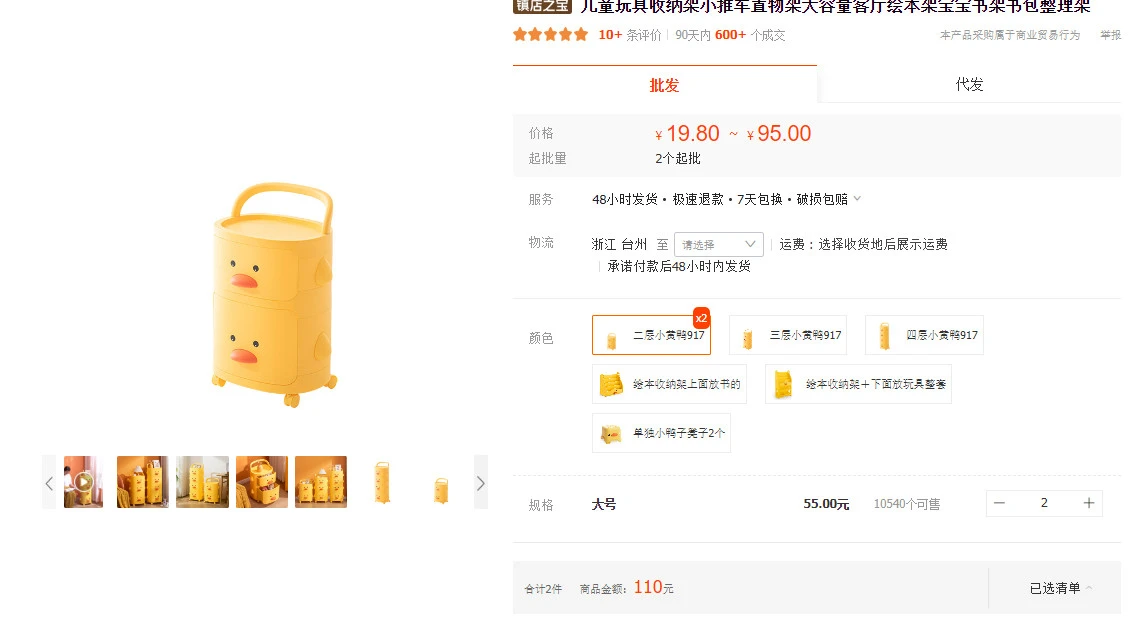 镇店之宝 儿童玩具收纳架小推车置物架大容量客厅绘本架宝宝书架书包整理架
10+ 条评价 90天内 600+ 个成交 本产品采购属于商业贸易行为 举报
批发 代发
价格 ¥ 19.80 ~ ¥ 95.00
起批量 2个起批
服务 48小时发货 · 极速退款 · 7天包换 · 破损包赔
物流 浙江 台州 至 请选择 运费：选择收货地后展示运费
承诺付款后48小时内发货
颜色 二层小黄鸭917 x2 三层小黄鸭917 四层小黄鸭917
绘本收纳架上面放书的 绘本收纳架+下面放玩具整套
单独小鸭子凳子2个
规格 大号 55.00元 10540个可售 2
合计2件 商品金额: 110元 已选清单